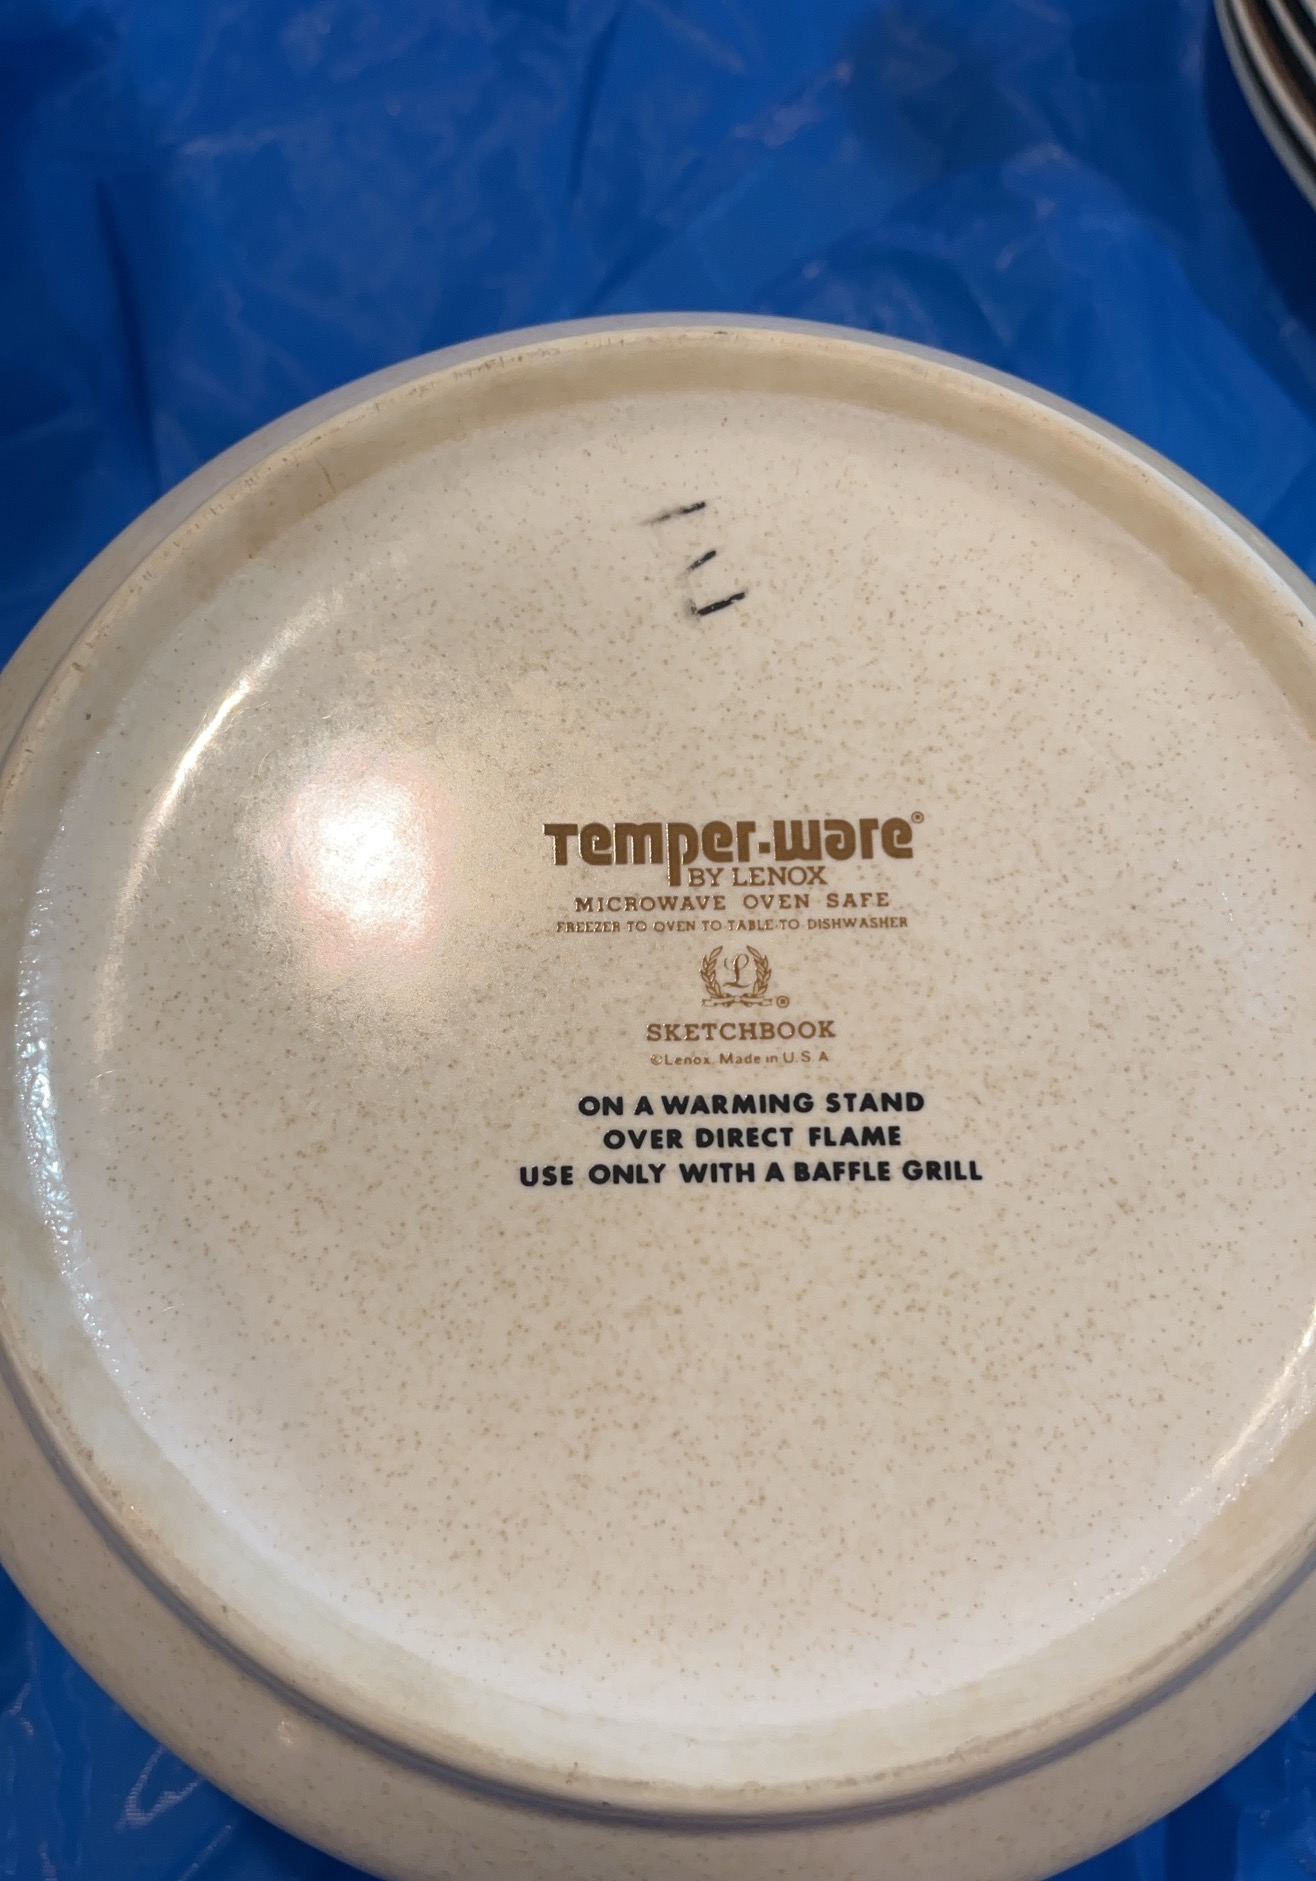 Temper-ware®
BY LENOX
MICROWAVE OVEN SAFE
FREEZER TO OVEN TO TABLE TO DISHWASHER
L
®
SKETCHBOOK
©Lenox. Made in U.S.A
ON A WARMING STAND
OVER DIRECT FLAME
USE ONLY WITH A BAFFLE GRILL